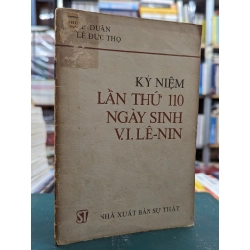 DUẨN
LÊ ĐỨC THỌ
KỶ NIỆM
LẦN THỨ 110
NGÀY SINH
V.I. LÊ-NIN
ST
NHÀ XUẤT BẢN SỰ THẬT